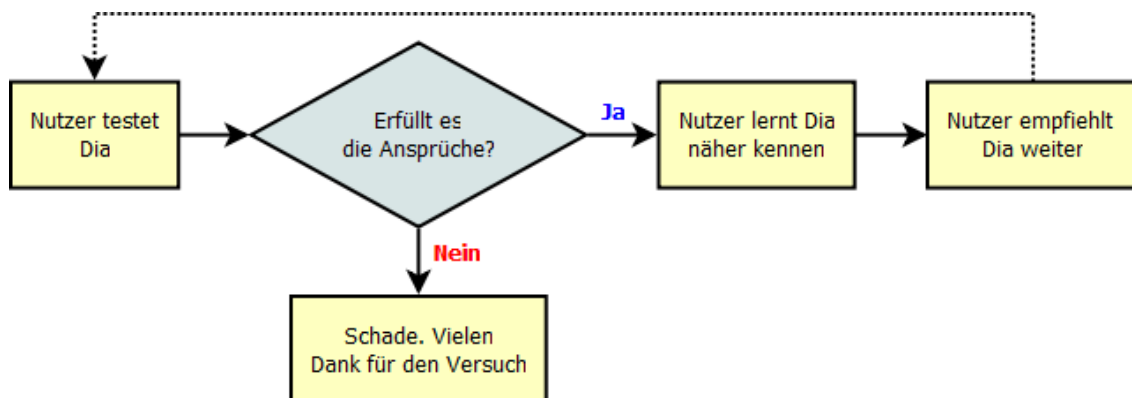 Nutzer testet
Dia
Erfüllt es
die Ansprüche?
Ja
Nutzer lernt Dia
näher kennen
Nutzer empfiehlt
Dia weiter
Nein
Schade. Vielen
Dank für den Versuch